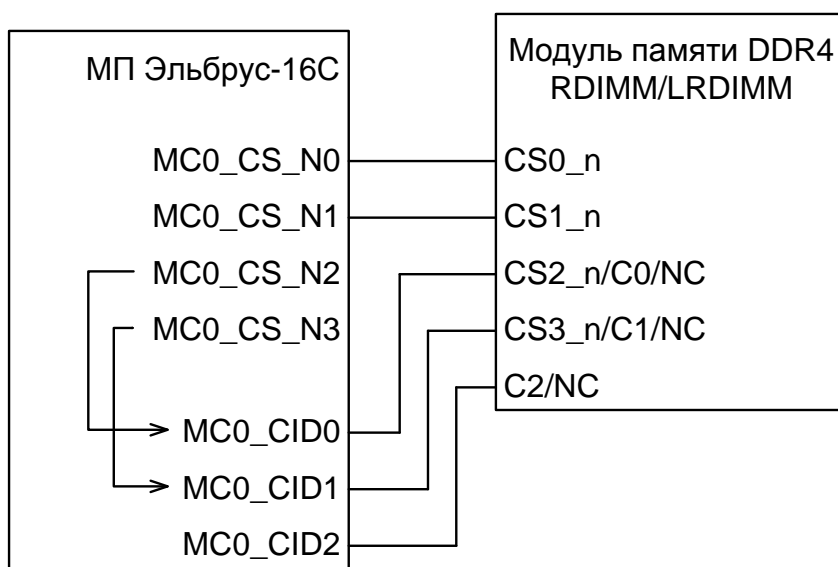 МП Эльбрус-16С
MC0_CS_N0
MC0_CS_N1
MC0_CS_N2
MC0_CS_N3
MC0_CID0
MC0_CID1
MC0_CID2
Модуль памяти DDR4
RDIMM/LRDIMM
CS0_n
CS1_n
CS2_n/C0/NC
CS3_n/C1/NC
C2/NC